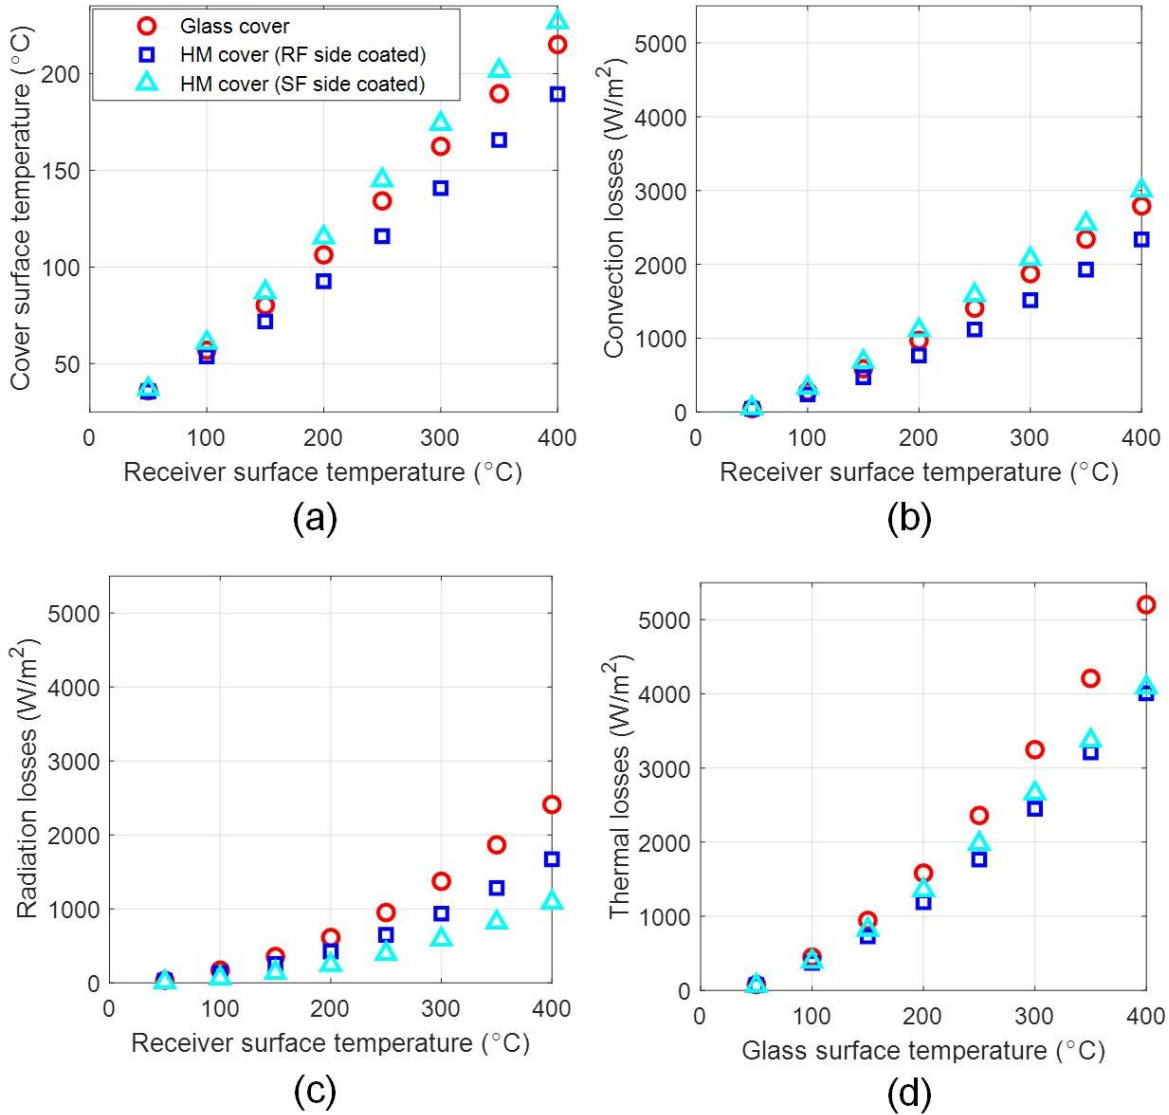 Glass cover
HM cover (RF side coated)
HM cover (SF side coated)
Cover surface temperature (°C)
200
150
100
50
0 100 200 300 400
Receiver surface temperature (°C)
(a)
Convection losses (W/m²)
5000
4000
3000
2000
1000
0
0 100 200 300 400
Receiver surface temperature (°C)
(b)
Radiation losses (W/m²)
5000
4000
3000
2000
1000
0
0 100 200 300 400
Receiver surface temperature (°C)
(c)
Thermal losses (W/m²)
5000
4000
3000
2000
1000
0
0 100 200 300 400
Glass surface temperature (°C)
(d)